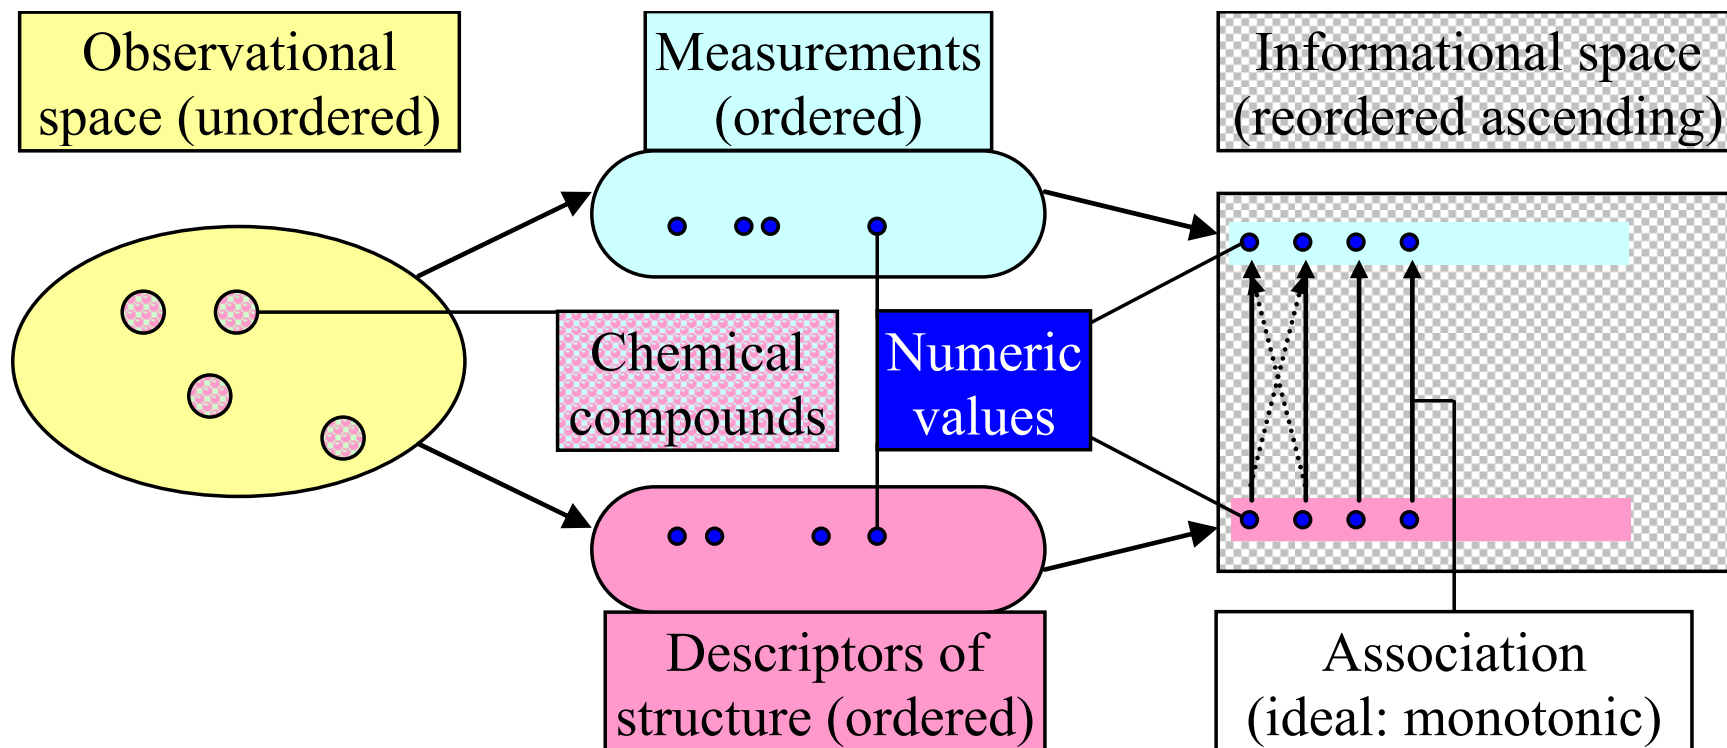 Observational
space (unordered)
Measurements
(ordered)
Informational space
(reordered ascending)
Chemical
compounds
Numeric
values
Descriptors of
structure (ordered)
Association
(ideal: monotonic)